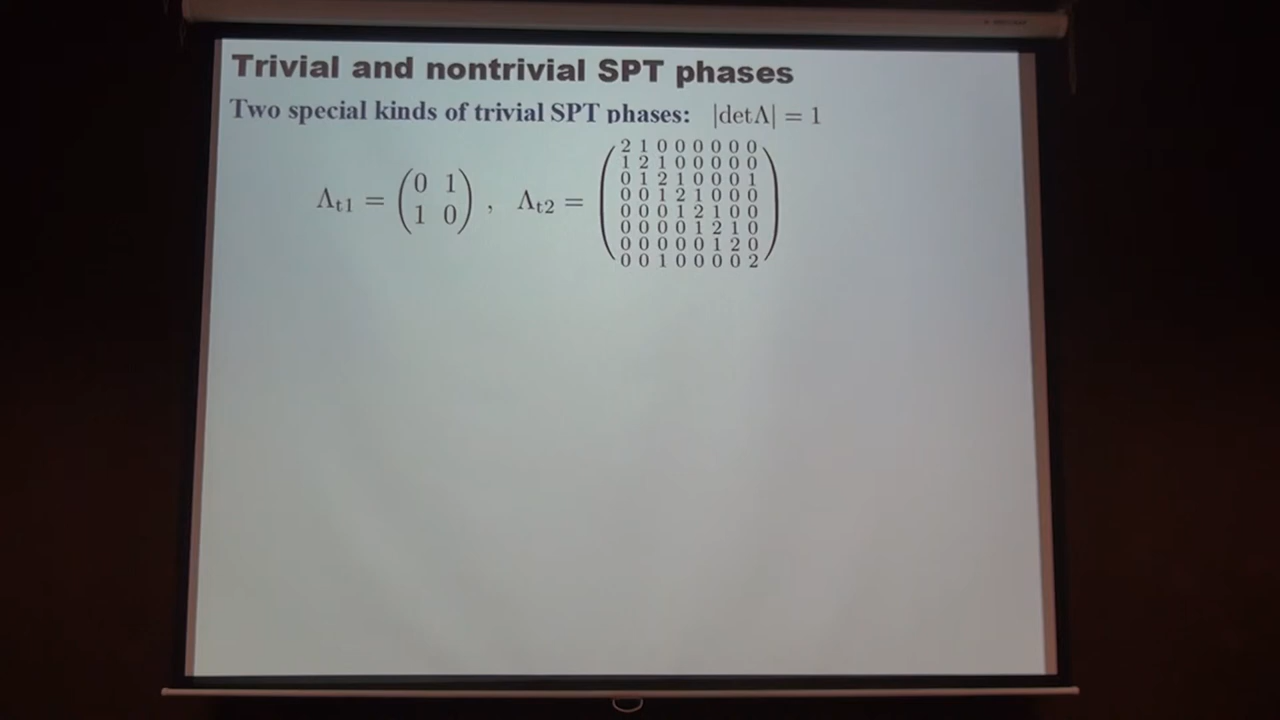 Trivial and nontrivial SPT phases
Two special kinds of trivial SPT phases: |detΛ| = 1
Λt1 = (0 1
1 0) , Λt2 =
(2 1 0 0 0 0 0 0
1 2 1 0 0 0 0 0
0 1 2 1 0 0 0 1
0 0 1 2 1 0 0 0
0 0 0 1 2 1 0 0
0 0 0 0 1 2 1 0
0 0 0 0 0 1 2 0
0 0 1 0 0 0 0 2)